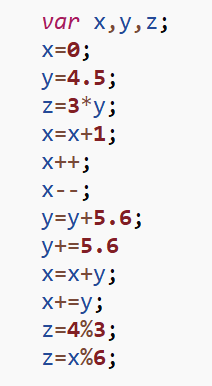 var x,y,z;
x=0;
y=4.5;
z=3*y;
x=x+1;
x++;
x--;
y=y+5.6;
y+=5.6
x=x+y;
x+=y;
z=4%3;
z=x%6;